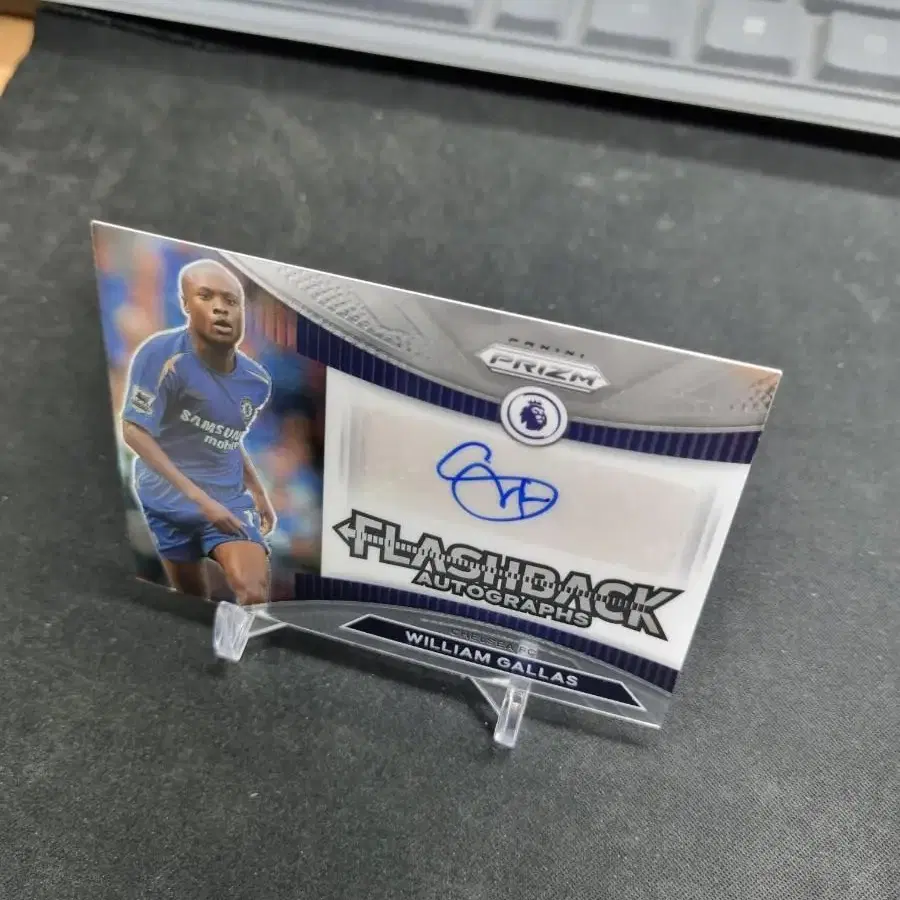 PANINI
PRIZM
SAMSUNG
mobile
FLASHBACK
AUTOGRAPHS
CHELSEA FC
WILLIAM GALLAS